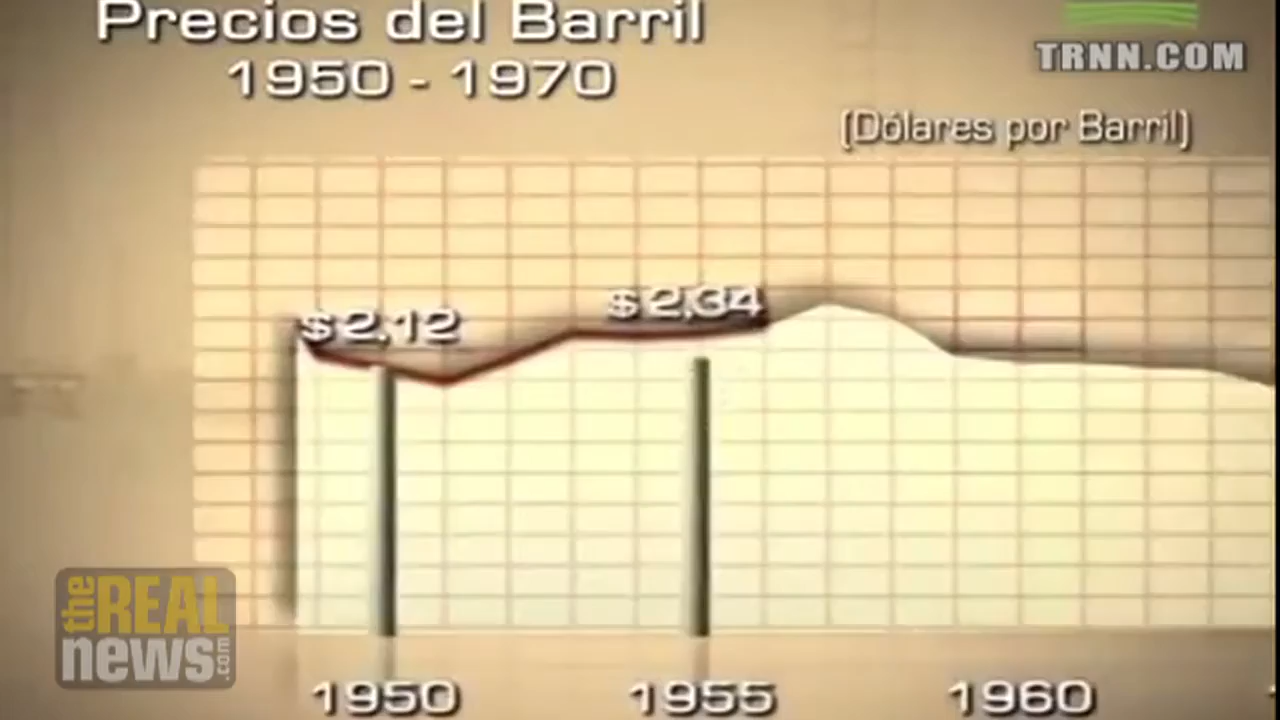 Precios del Barril
1950 - 1970
TRNN.COM
(Dólares por Barril)
$2,12
$2,34
the REAL
news.com
1950
1955
1960